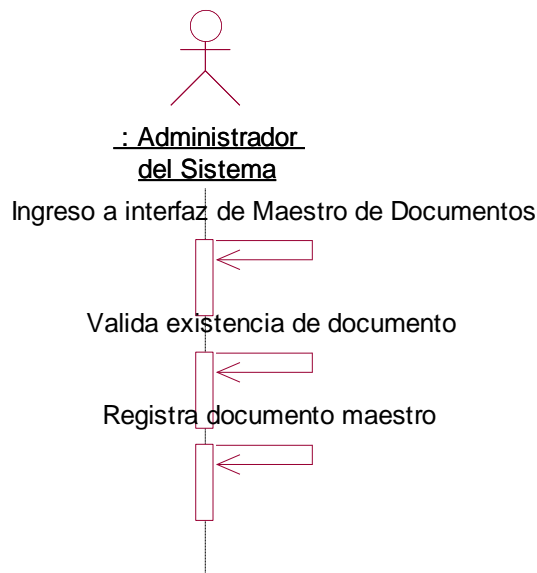 : Administrador
del Sistema
Ingreso a interfaz de Maestro de Documentos
Valida existencia de documento
Registra documento maestro